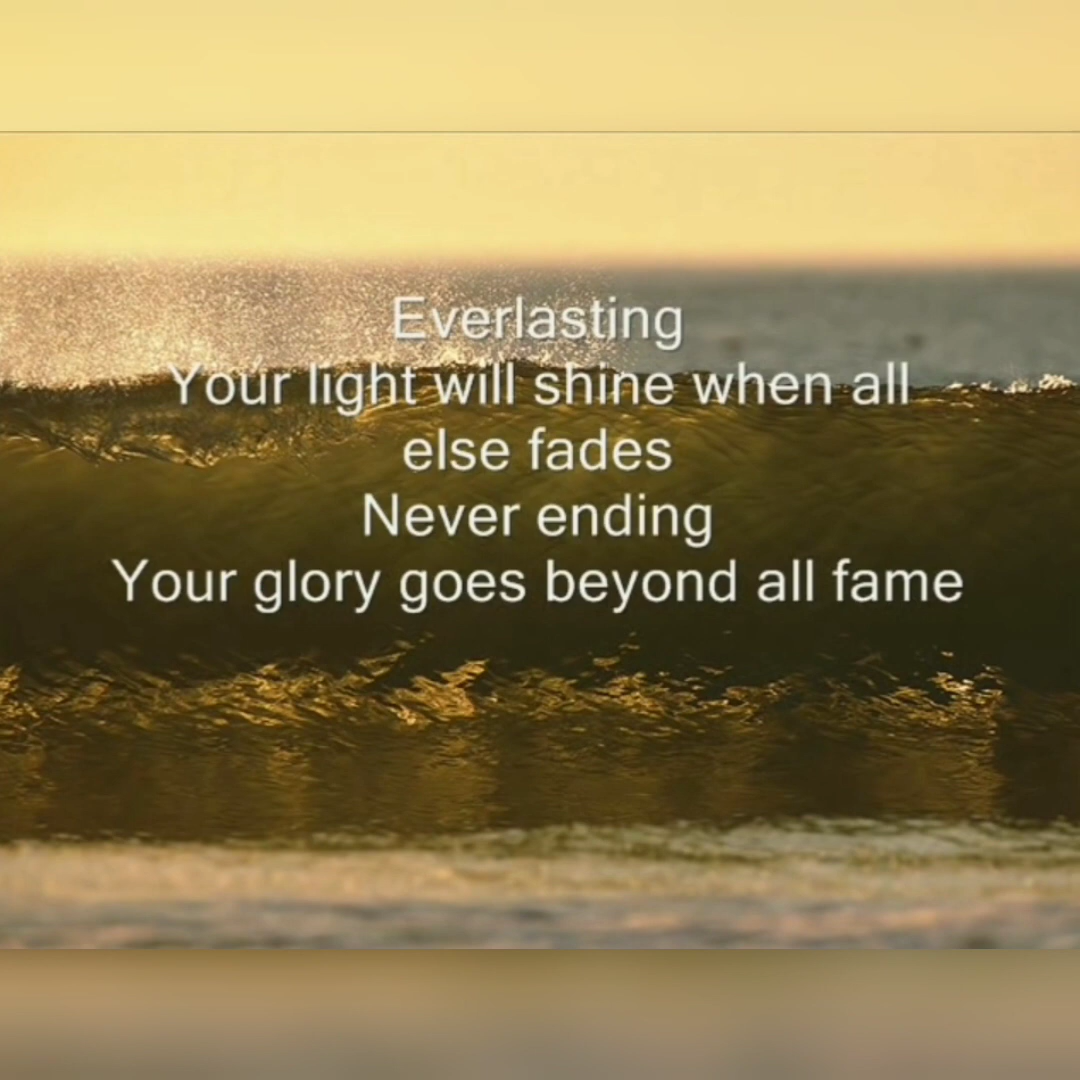 Everlasting
Your light will shine when all
else fades
Never ending
Your glory goes beyond all fame